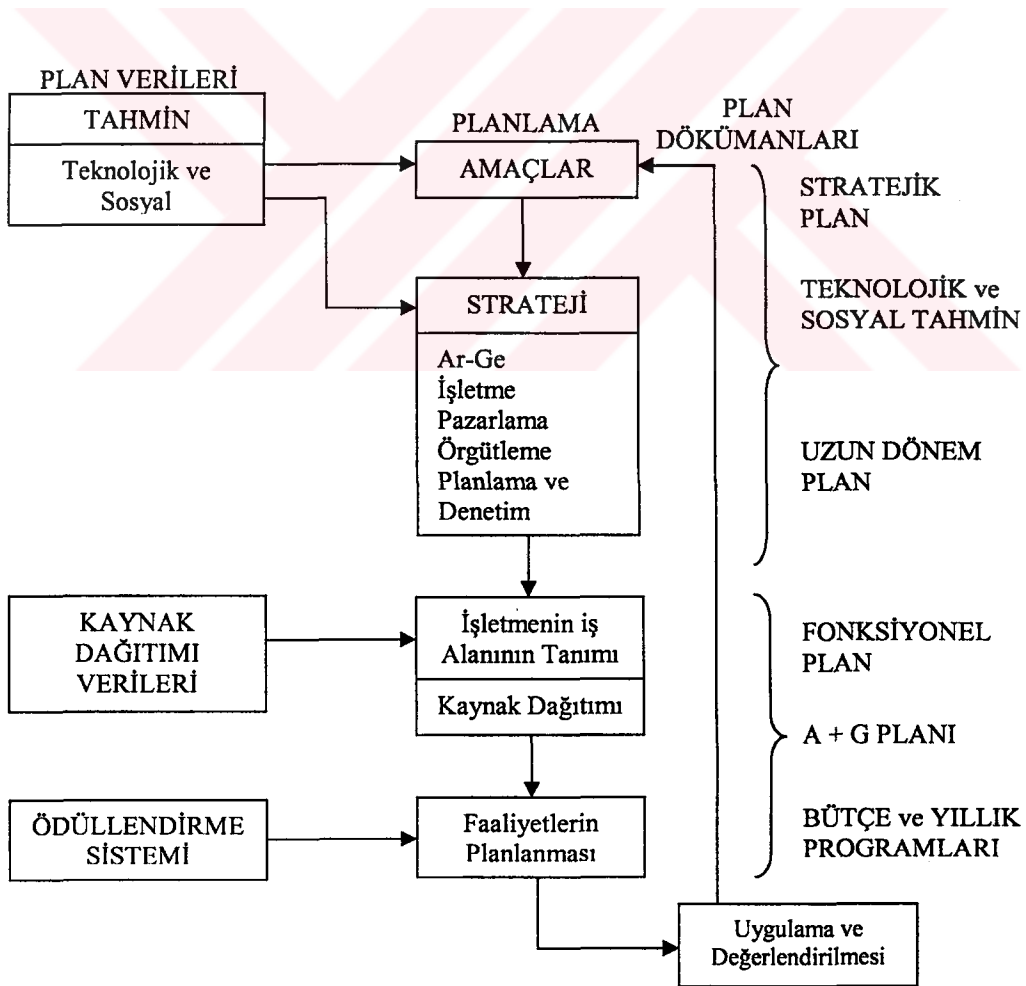 PLAN VERİLERİ
TAHMİN
Teknolojik ve
Sosyal
PLANLAMA
AMAÇLAR
PLAN
DÖKÜMANLARI
STRATEJİ
Ar-Ge
İşletme
Pazarlama
Örgütleme
Planlama ve
Denetim
STRATEJİK
PLAN
TEKNOLOJİK ve
SOSYAL TAHMİN
UZUN DÖNEM
PLAN
KAYNAK
DAĞITIMI
VERİLERİ
İşletmenin iş
Alanının Tanımı
Kaynak Dağıtımı
FONKSİYONEL
PLAN
A + G PLANI
BÜTÇE ve YILLIK
PROGRAMLARI
ÖDÜLLENDİRME
SİSTEMİ
Faaliyetlerin
Planlanması
Uygulama ve
Değerlendirilmesi